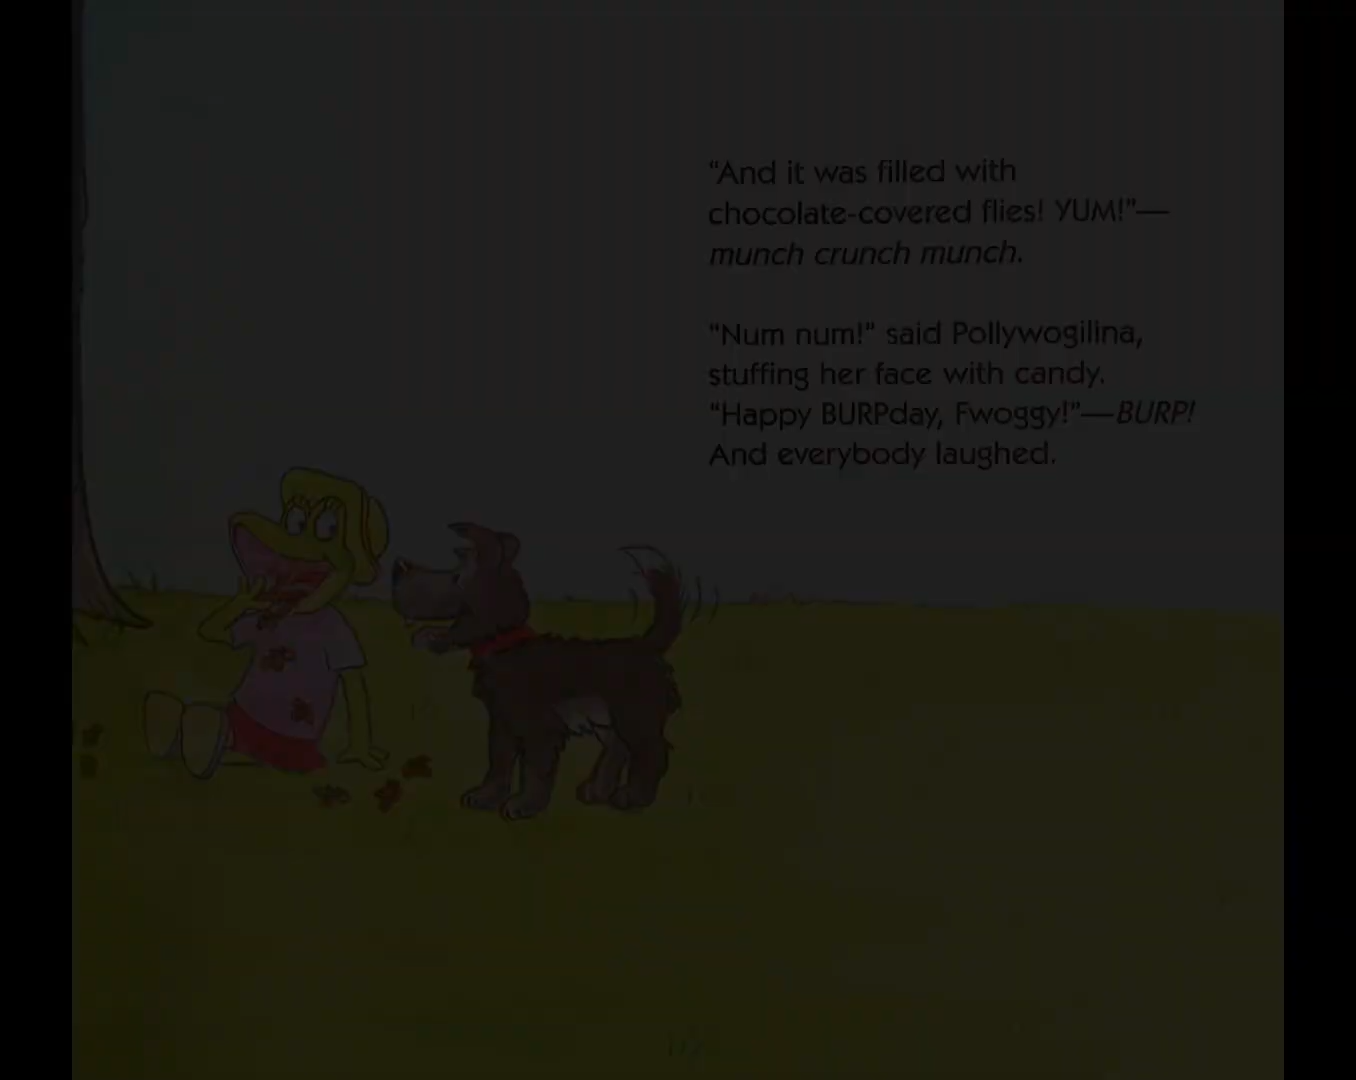 “And it was filled with
chocolate-covered flies! YUM!”—
munch crunch munch.
“Num num!” said Pollywogilina,
stuffing her face with candy.
“Happy BURPday, Fwoggy!”—BURP!
And everybody laughed.